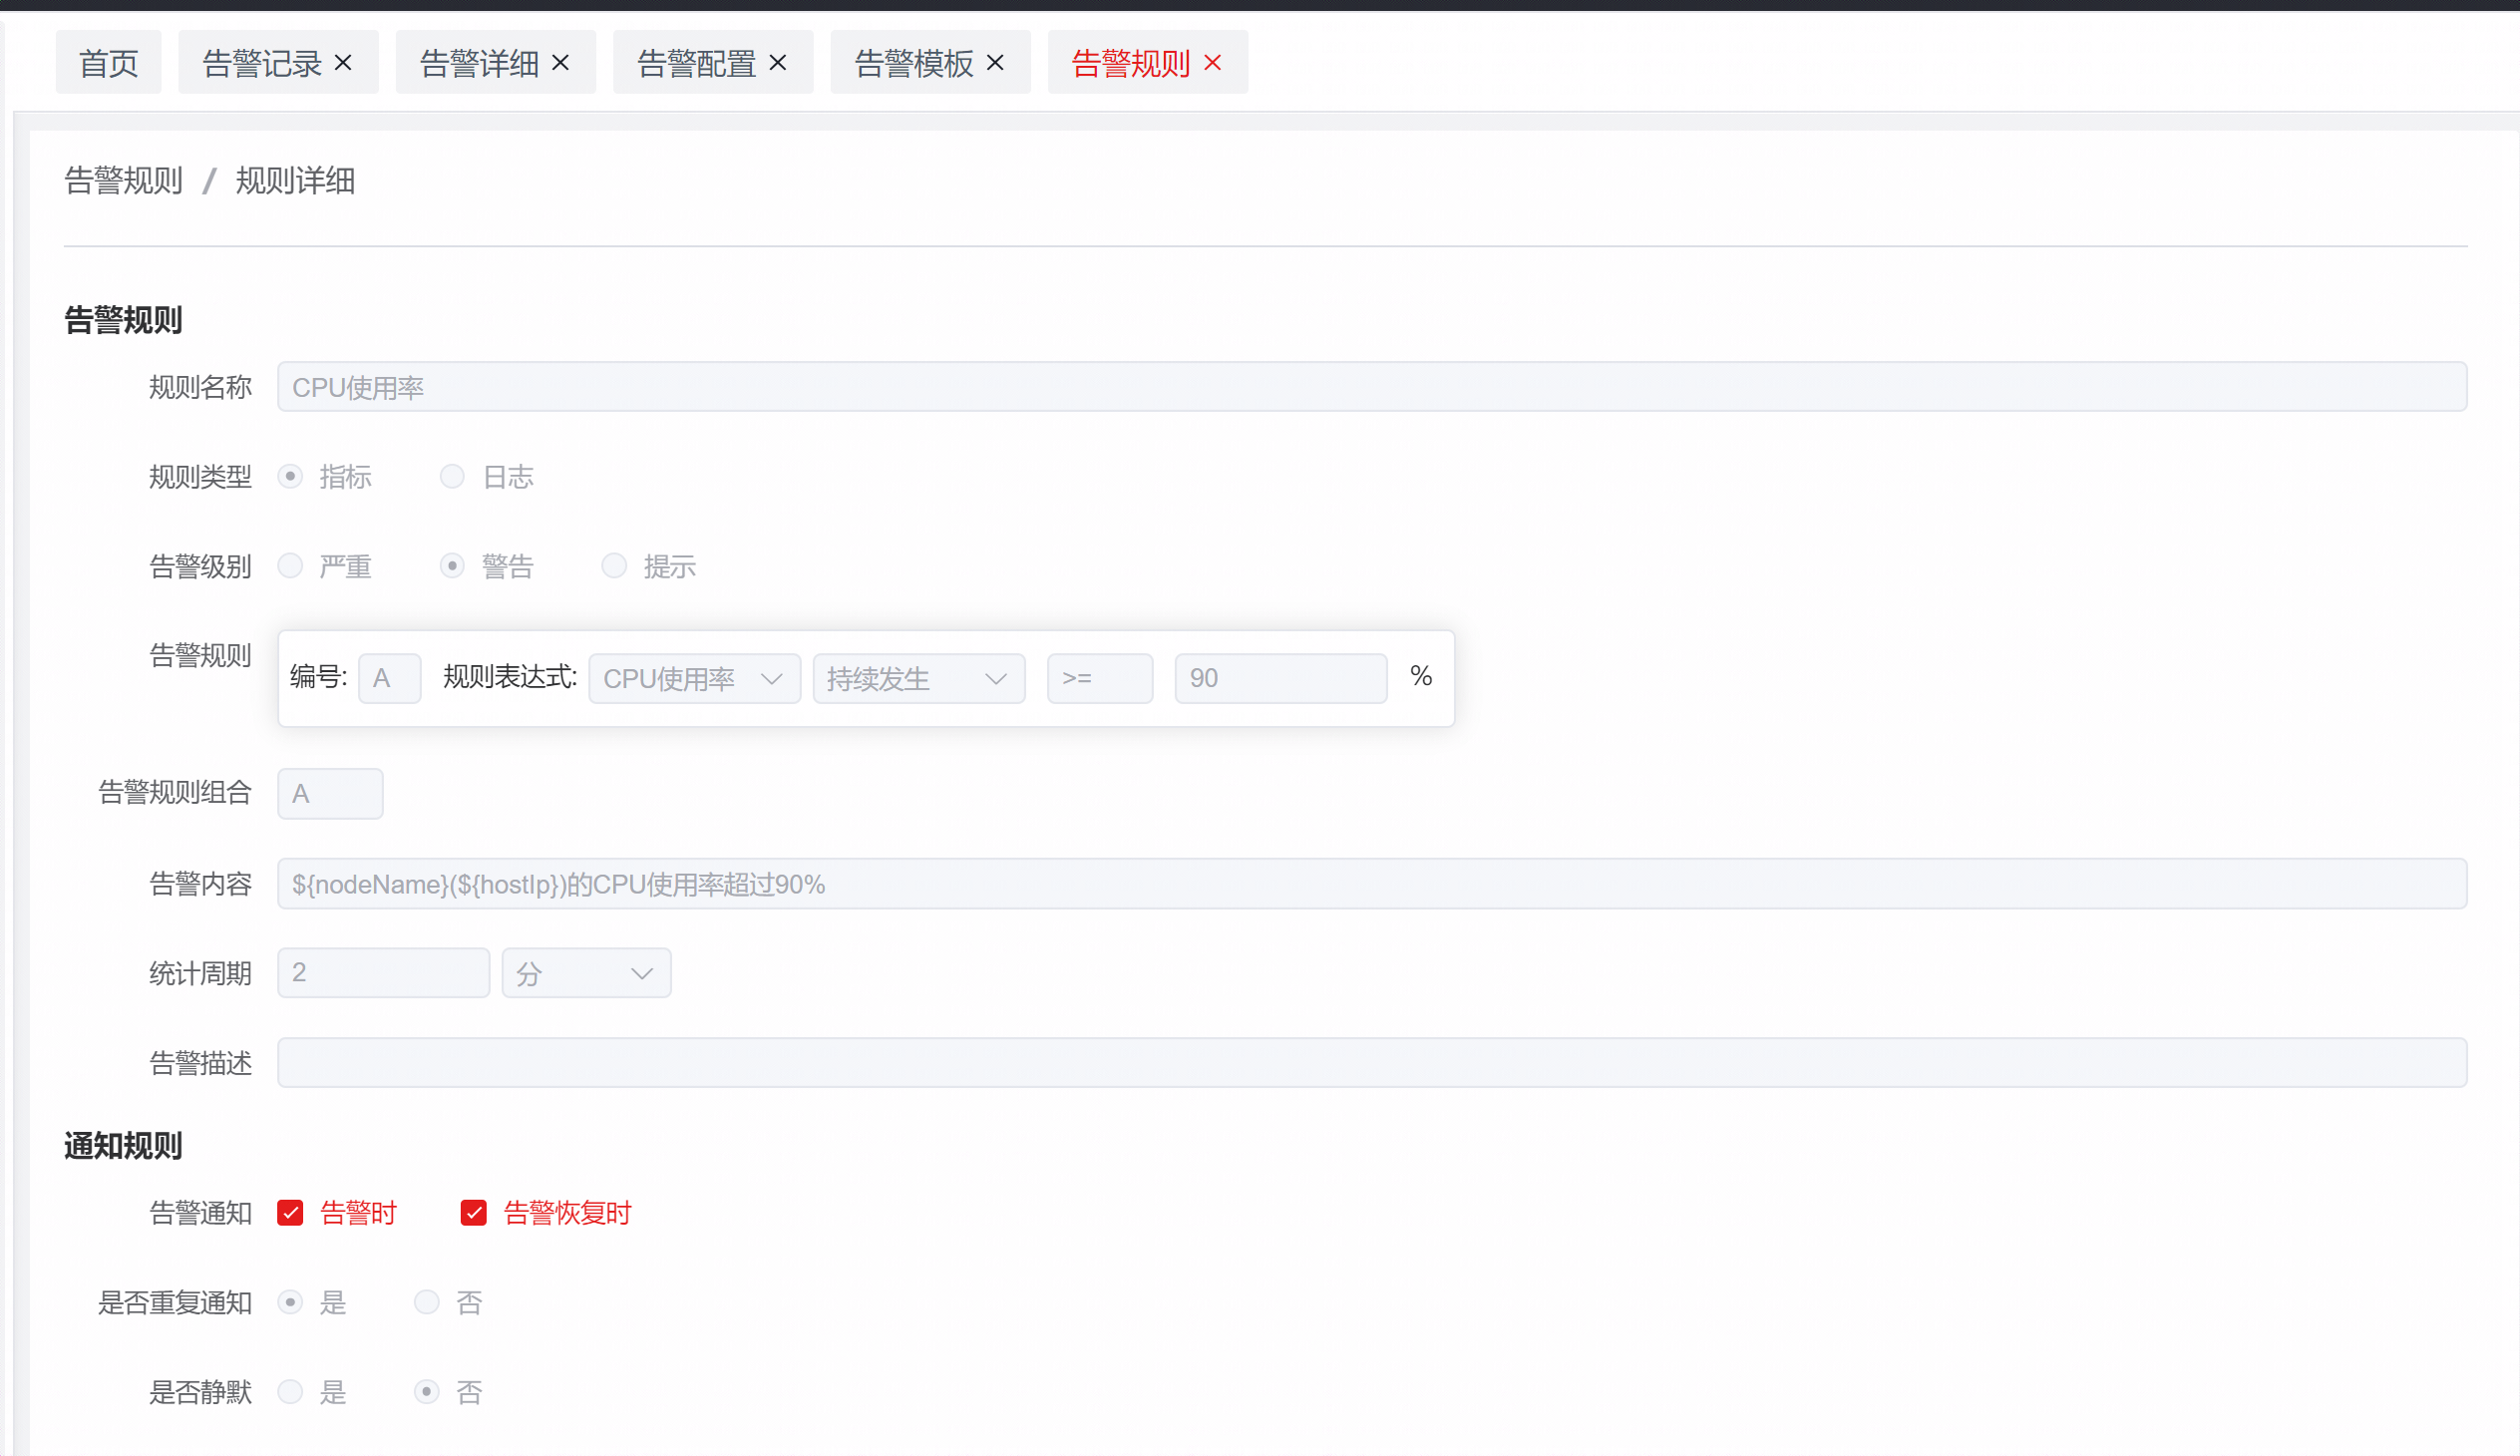 首页 告警记录 告警详细 告警配置 告警模板 告警规则
告警规则 / 规则详细
告警规则
规则名称 CPU使用率
规则类型 指标 日志
告警级别 严重 警告 提示
告警规则 编号: A 规则表达式: CPU使用率 持续发生 >= 90 %
告警规则组合 A
告警内容 ${nodeName}(${hostIp})的CPU使用率超过90%
统计周期 2 分
告警描述
通知规则
告警通知 告警时 告警恢复时
是否重复通知 是 否
是否静默 是 否